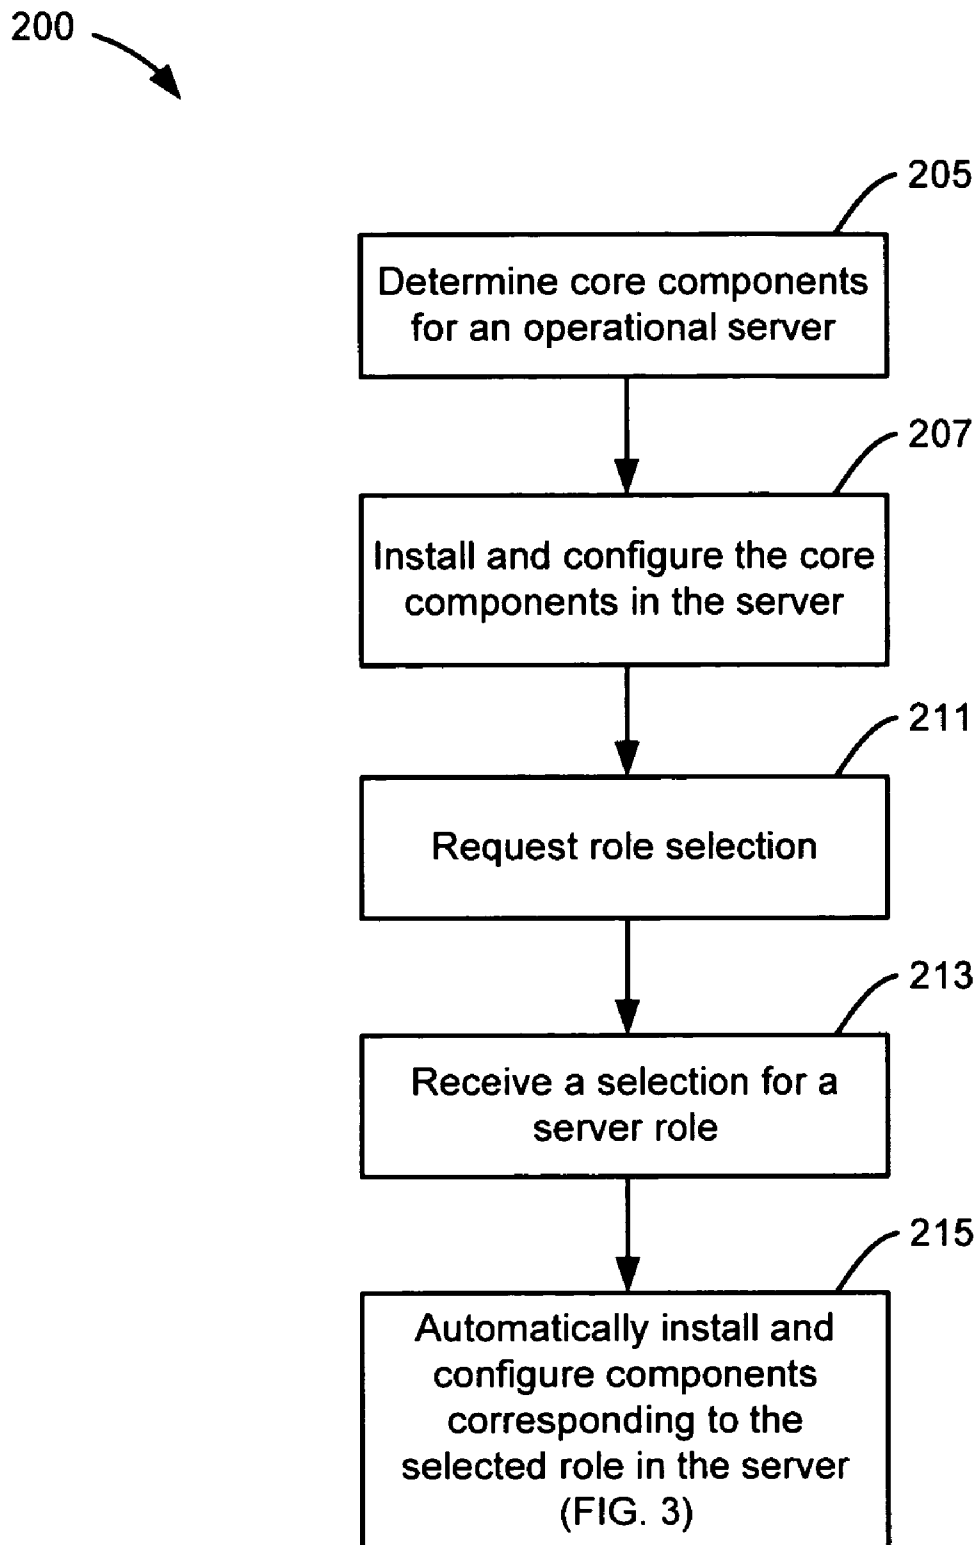 200
205
Determine core components
for an operational server
207
Install and configure the core
components in the server
211
Request role selection
213
Receive a selection for a
server role
215
Automatically install and
configure components
corresponding to the
selected role in the server
(FIG. 3)